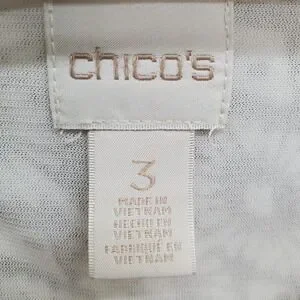 chico's
3
MADE IN
VIETNAM
HECHO EN
VIETNAM
FABRIQUÉ EN
VIETNAM